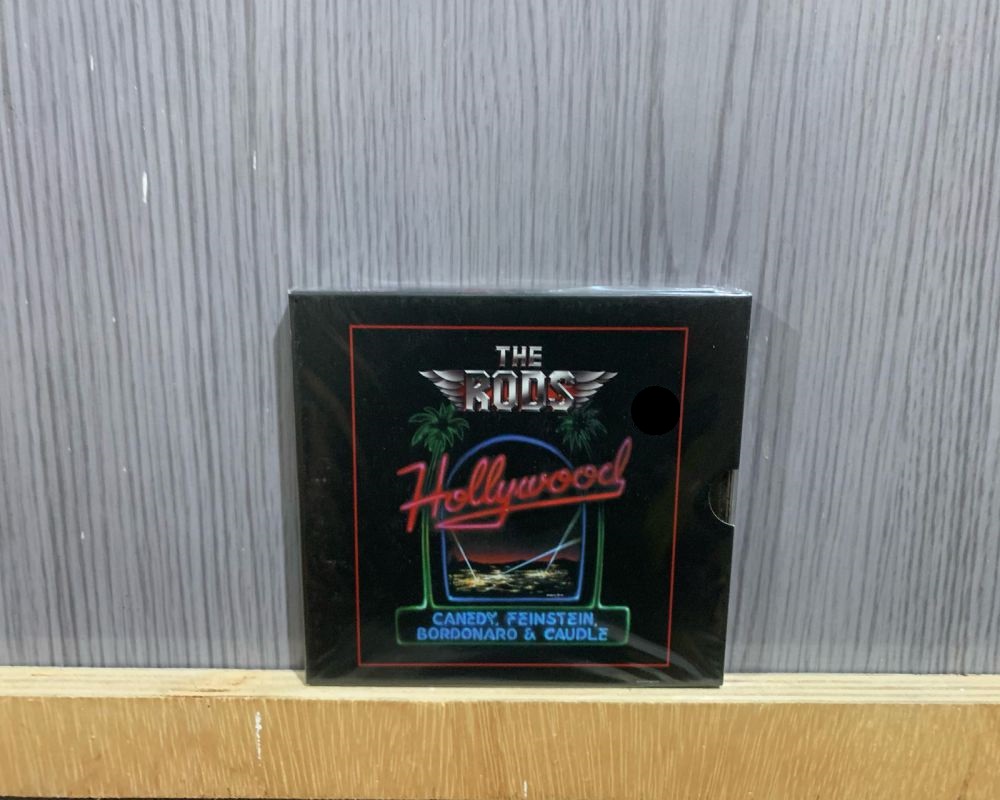 THE
RODS
Hollywood
CANEDY, FEINSTEIN,
BORDONARO & CAUDLE